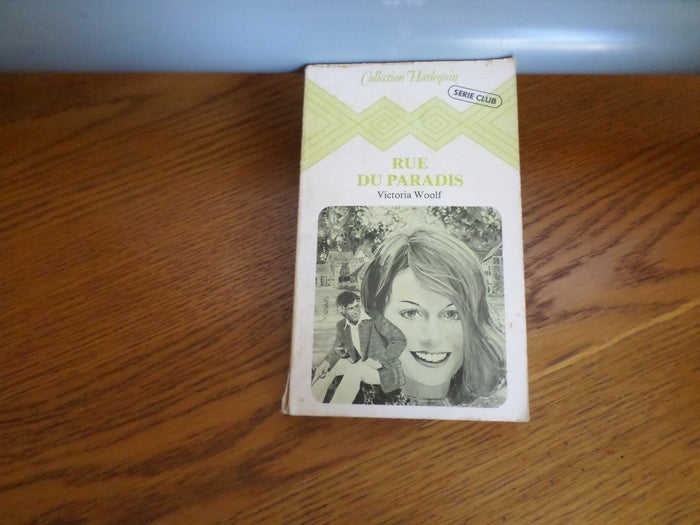 Collection Harlequin
SERIE CLUB
RUE
DU PARADIS
Victoria Woolf